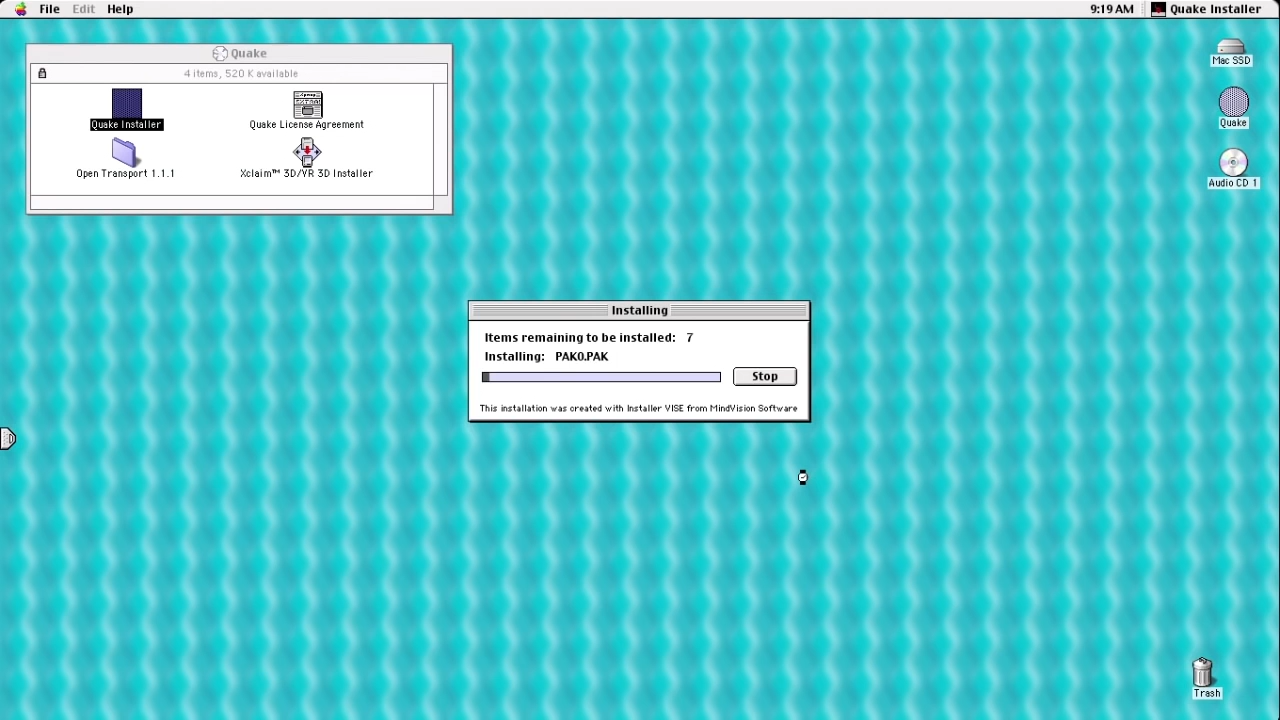 File Edit Help
9:19 AM Quake Installer
Quake
4 items, 520 K available
Quake Installer
Quake License Agreement
Open Transport 1.1.1
Xclaim™ 3D/VR 3D Installer
Mac SSD
Quake
Audio CD 1
Installing
Items remaining to be installed: 7
Installing: PAK0.PAK
Stop
This installation was created with Installer VISE from MindVision Software
Trash